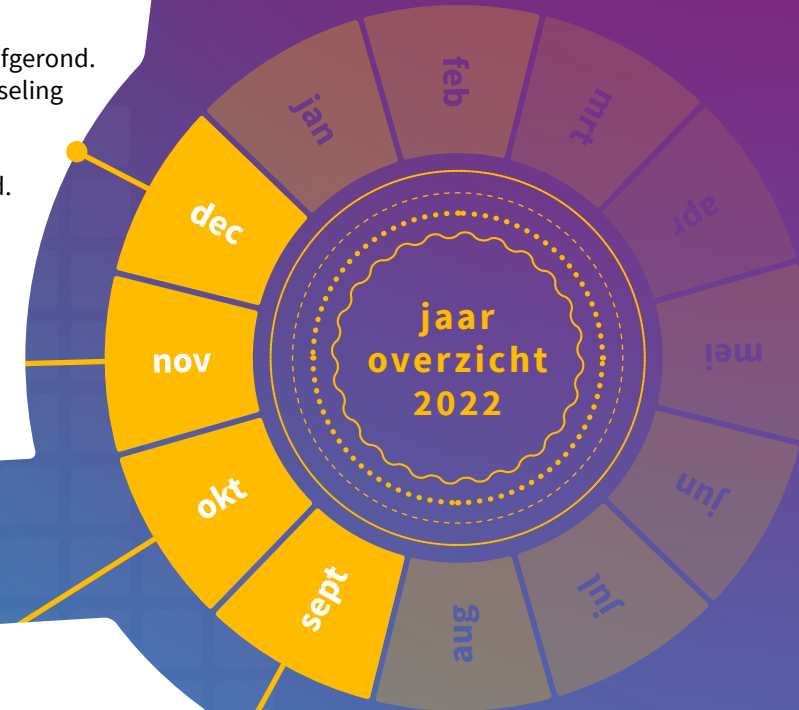 fgerond.
seling
d.
jan
feb
mrt
apr
mei
jun
jul
aug
sept
okt
nov
dec
jaar
overzicht
2022